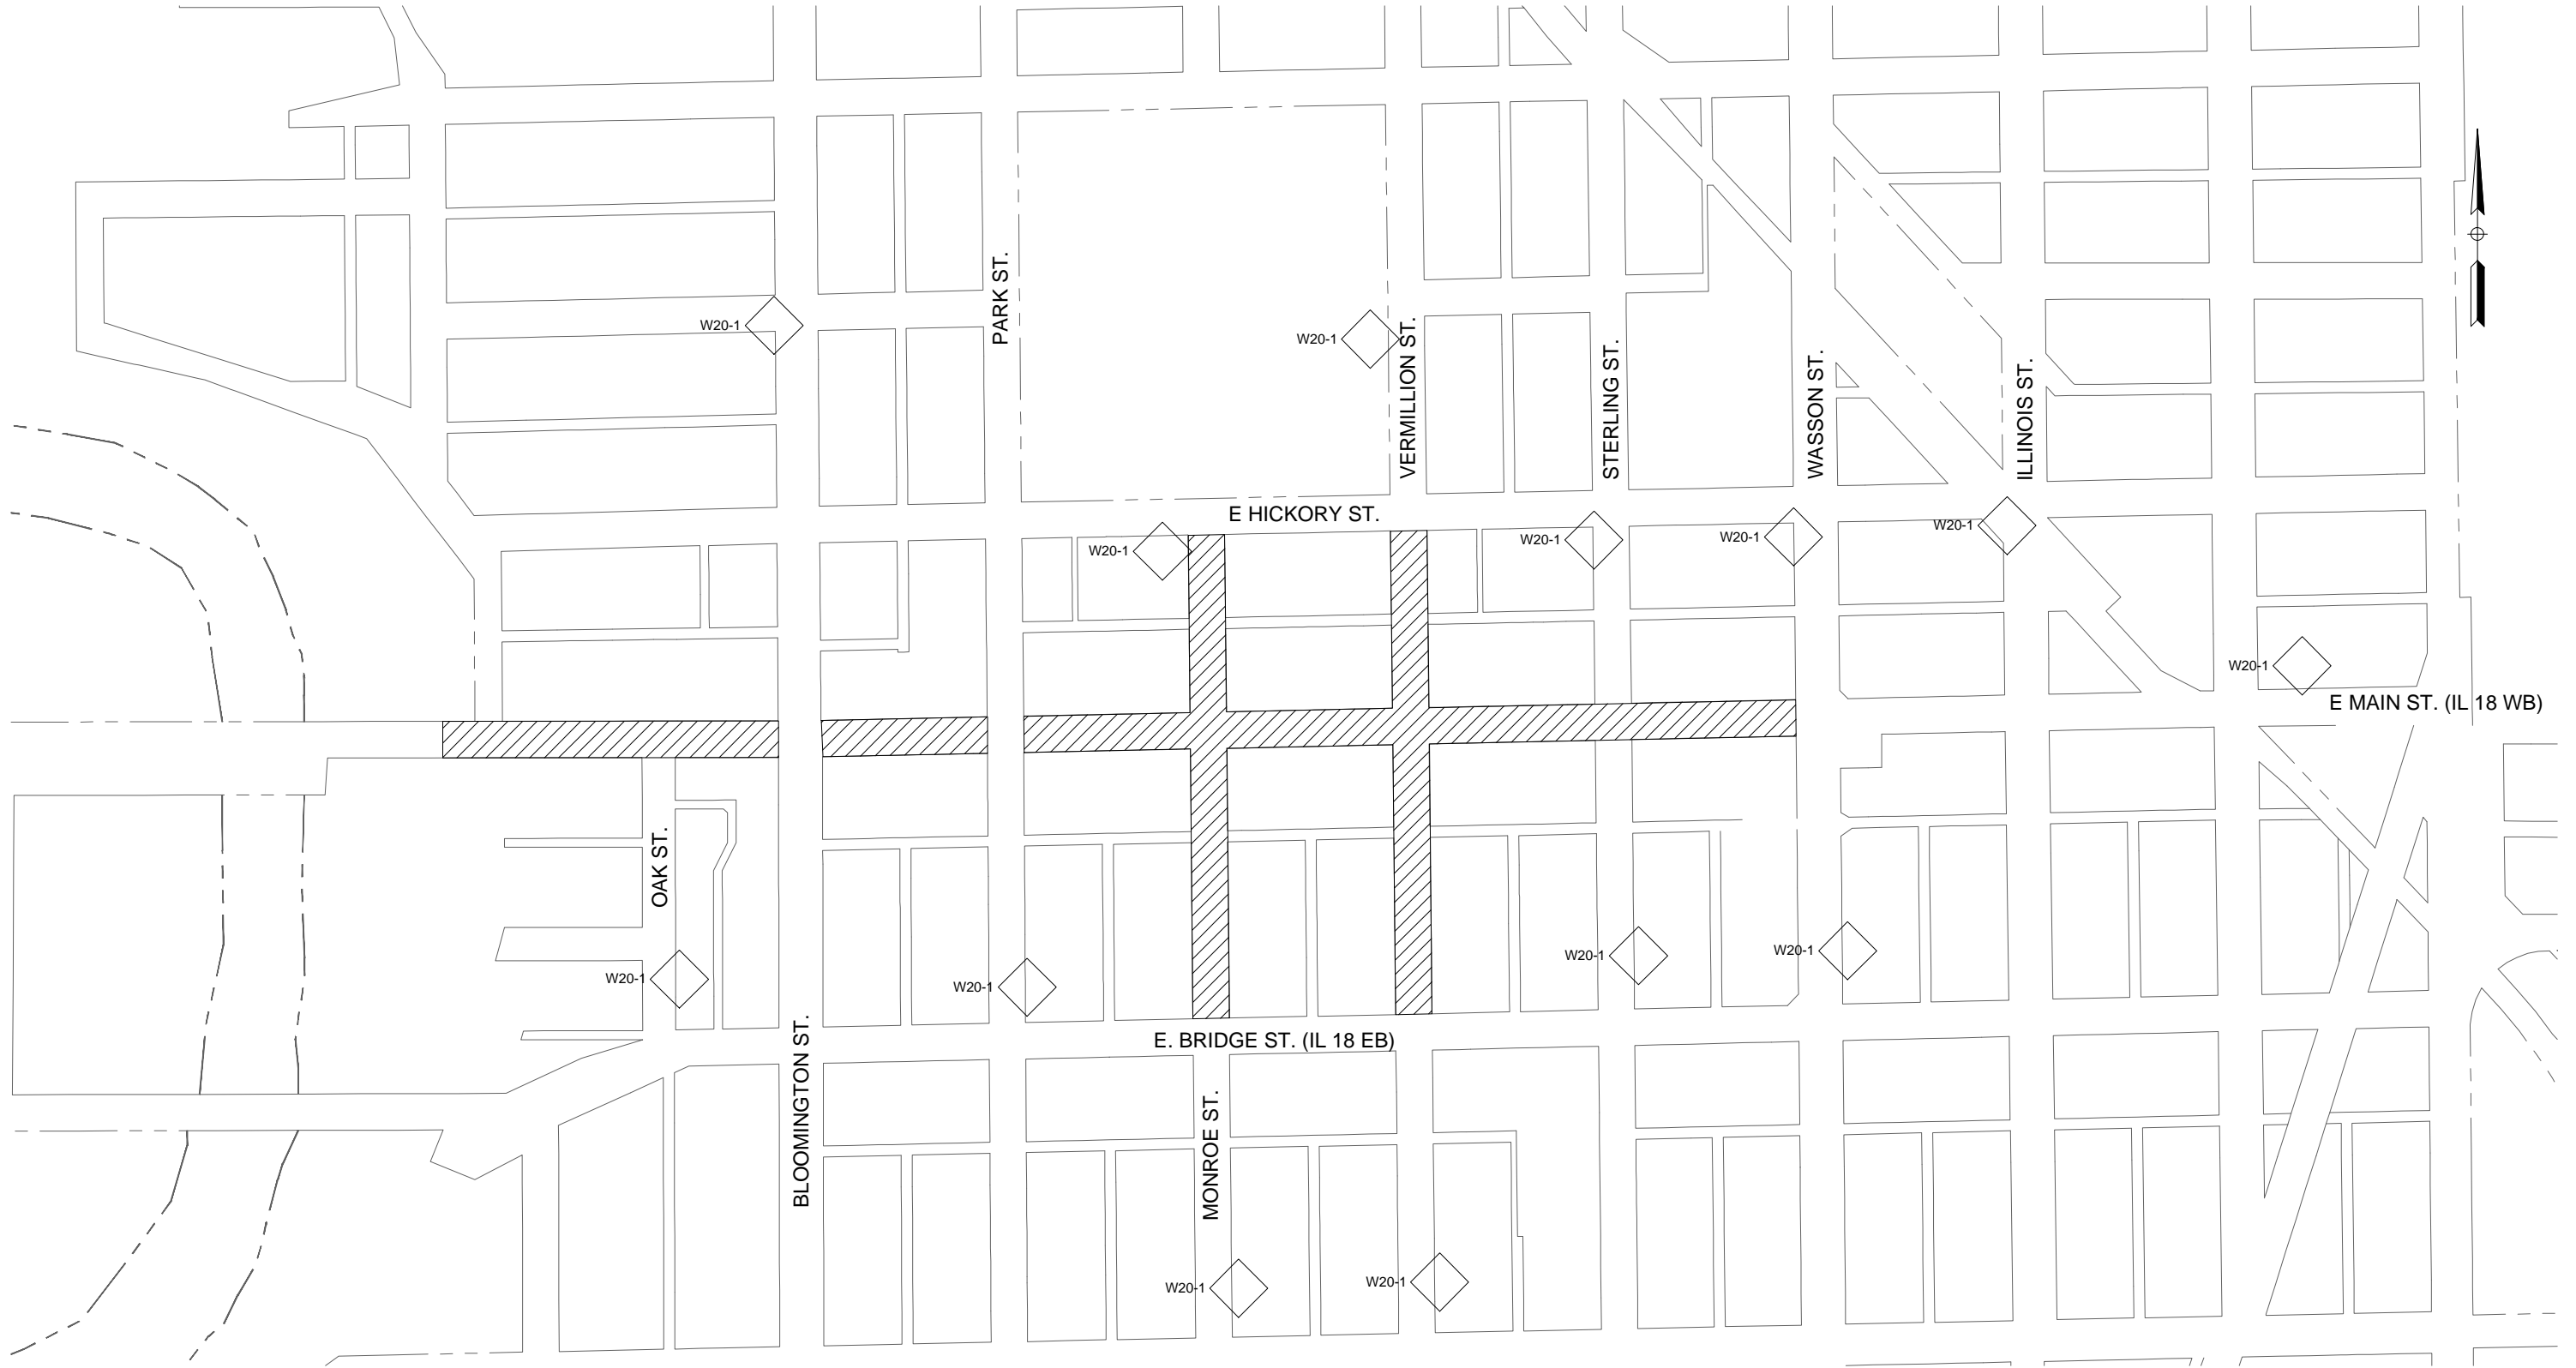 PARK ST.
W20-1
W20-1
VERMILLION ST.
STERLING ST.
WASSON ST.
ILLINOIS ST.
E HICKORY ST.
W20-1
W20-1
W20-1
W20-1
W20-1
E MAIN ST. (IL 18 WB)
OAK ST.
W20-1
W20-1
W20-1
W20-1
BLOOMINGTON ST.
E. BRIDGE ST. (IL 18 EB)
MONROE ST.
W20-1
W20-1